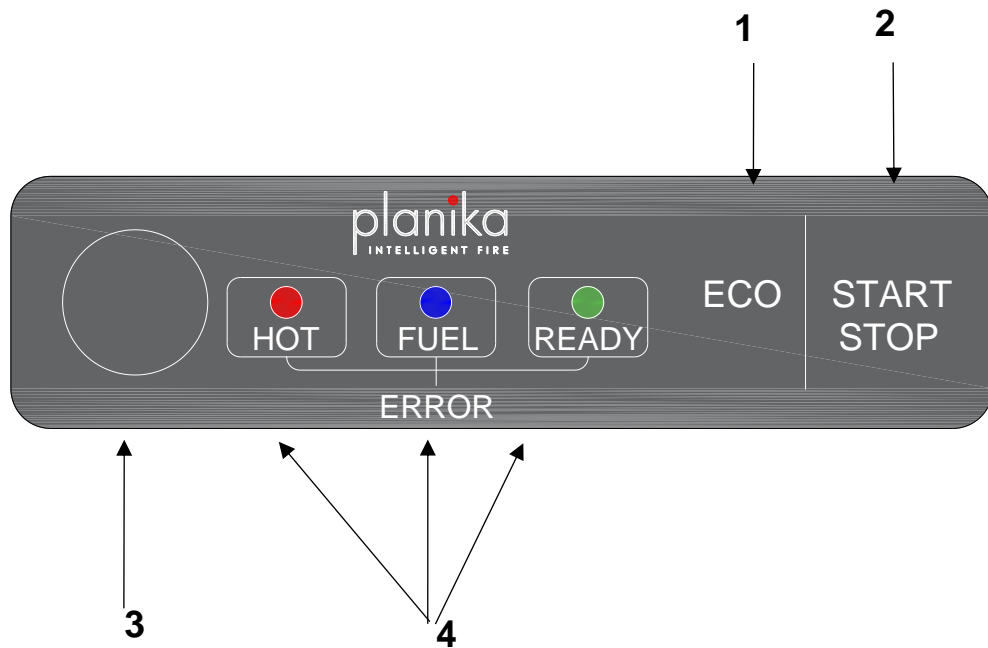 1 2
planika
INTELLIGENT FIRE
ECO START
STOP
HOT FUEL READY
ERROR
3 4